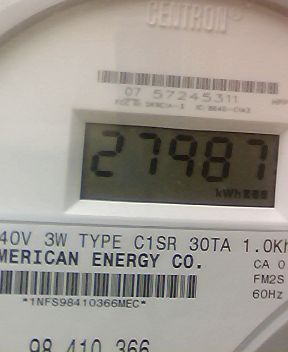 CENTRON®
07 57245311
27987
kWh
40V 3W TYPE C1SR 30TA 1.0Kh
MERICAN ENERGY CO.
CA 0
FM2S
60Hz
*1NFS98410366MEC*
98 410 366